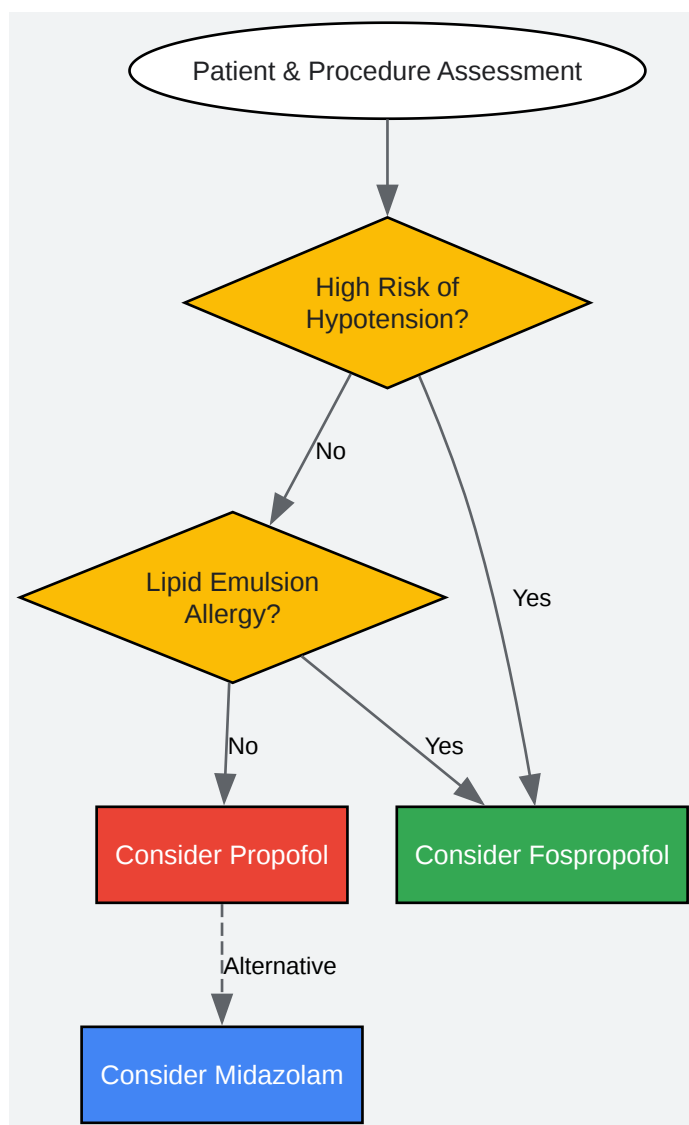 Patient & Procedure Assessment
High Risk of
Hypotension?
No
Lipid Emulsion
Allergy?
Yes
No
Yes
Consider Propofol
Consider Fospropofol
Alternative
Consider Midazolam